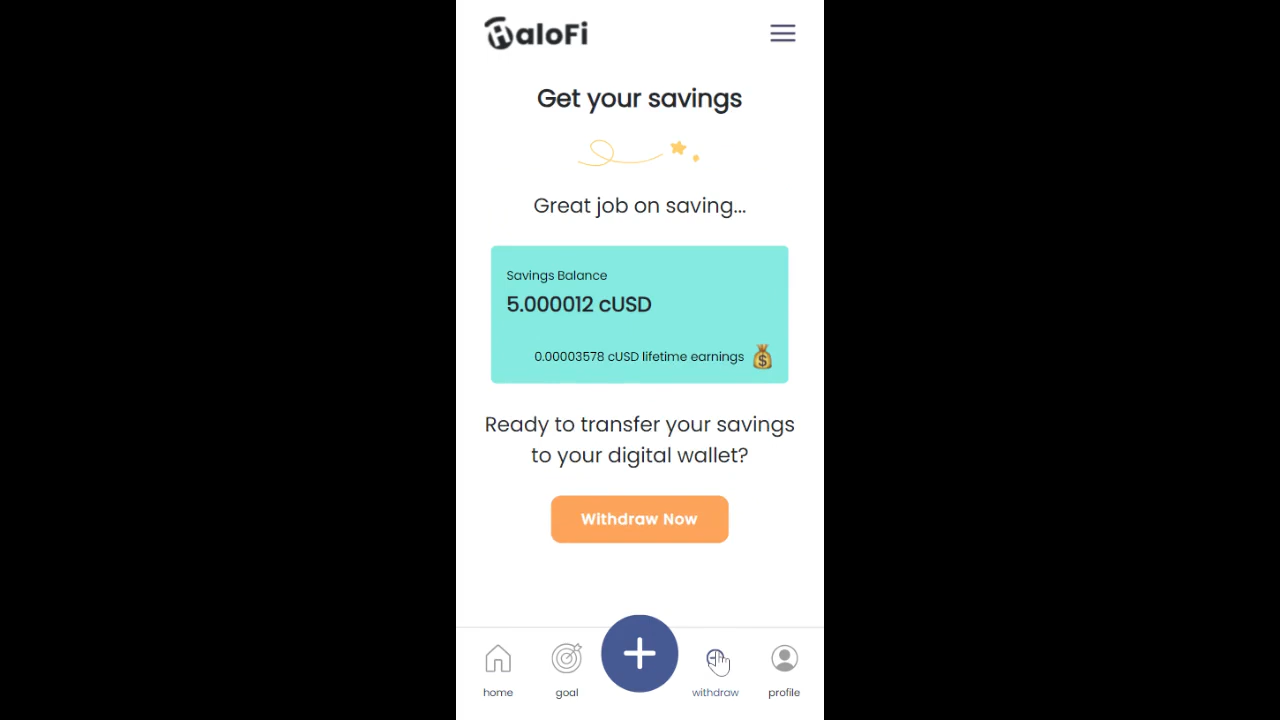 HaloFi
Get your savings
Great job on saving...
Savings Balance
5.000012 cUSD
0.00003578 cUSD lifetime earnings
Ready to transfer your savings
to your digital wallet?
Withdraw Now
home
goal
withdraw
profile